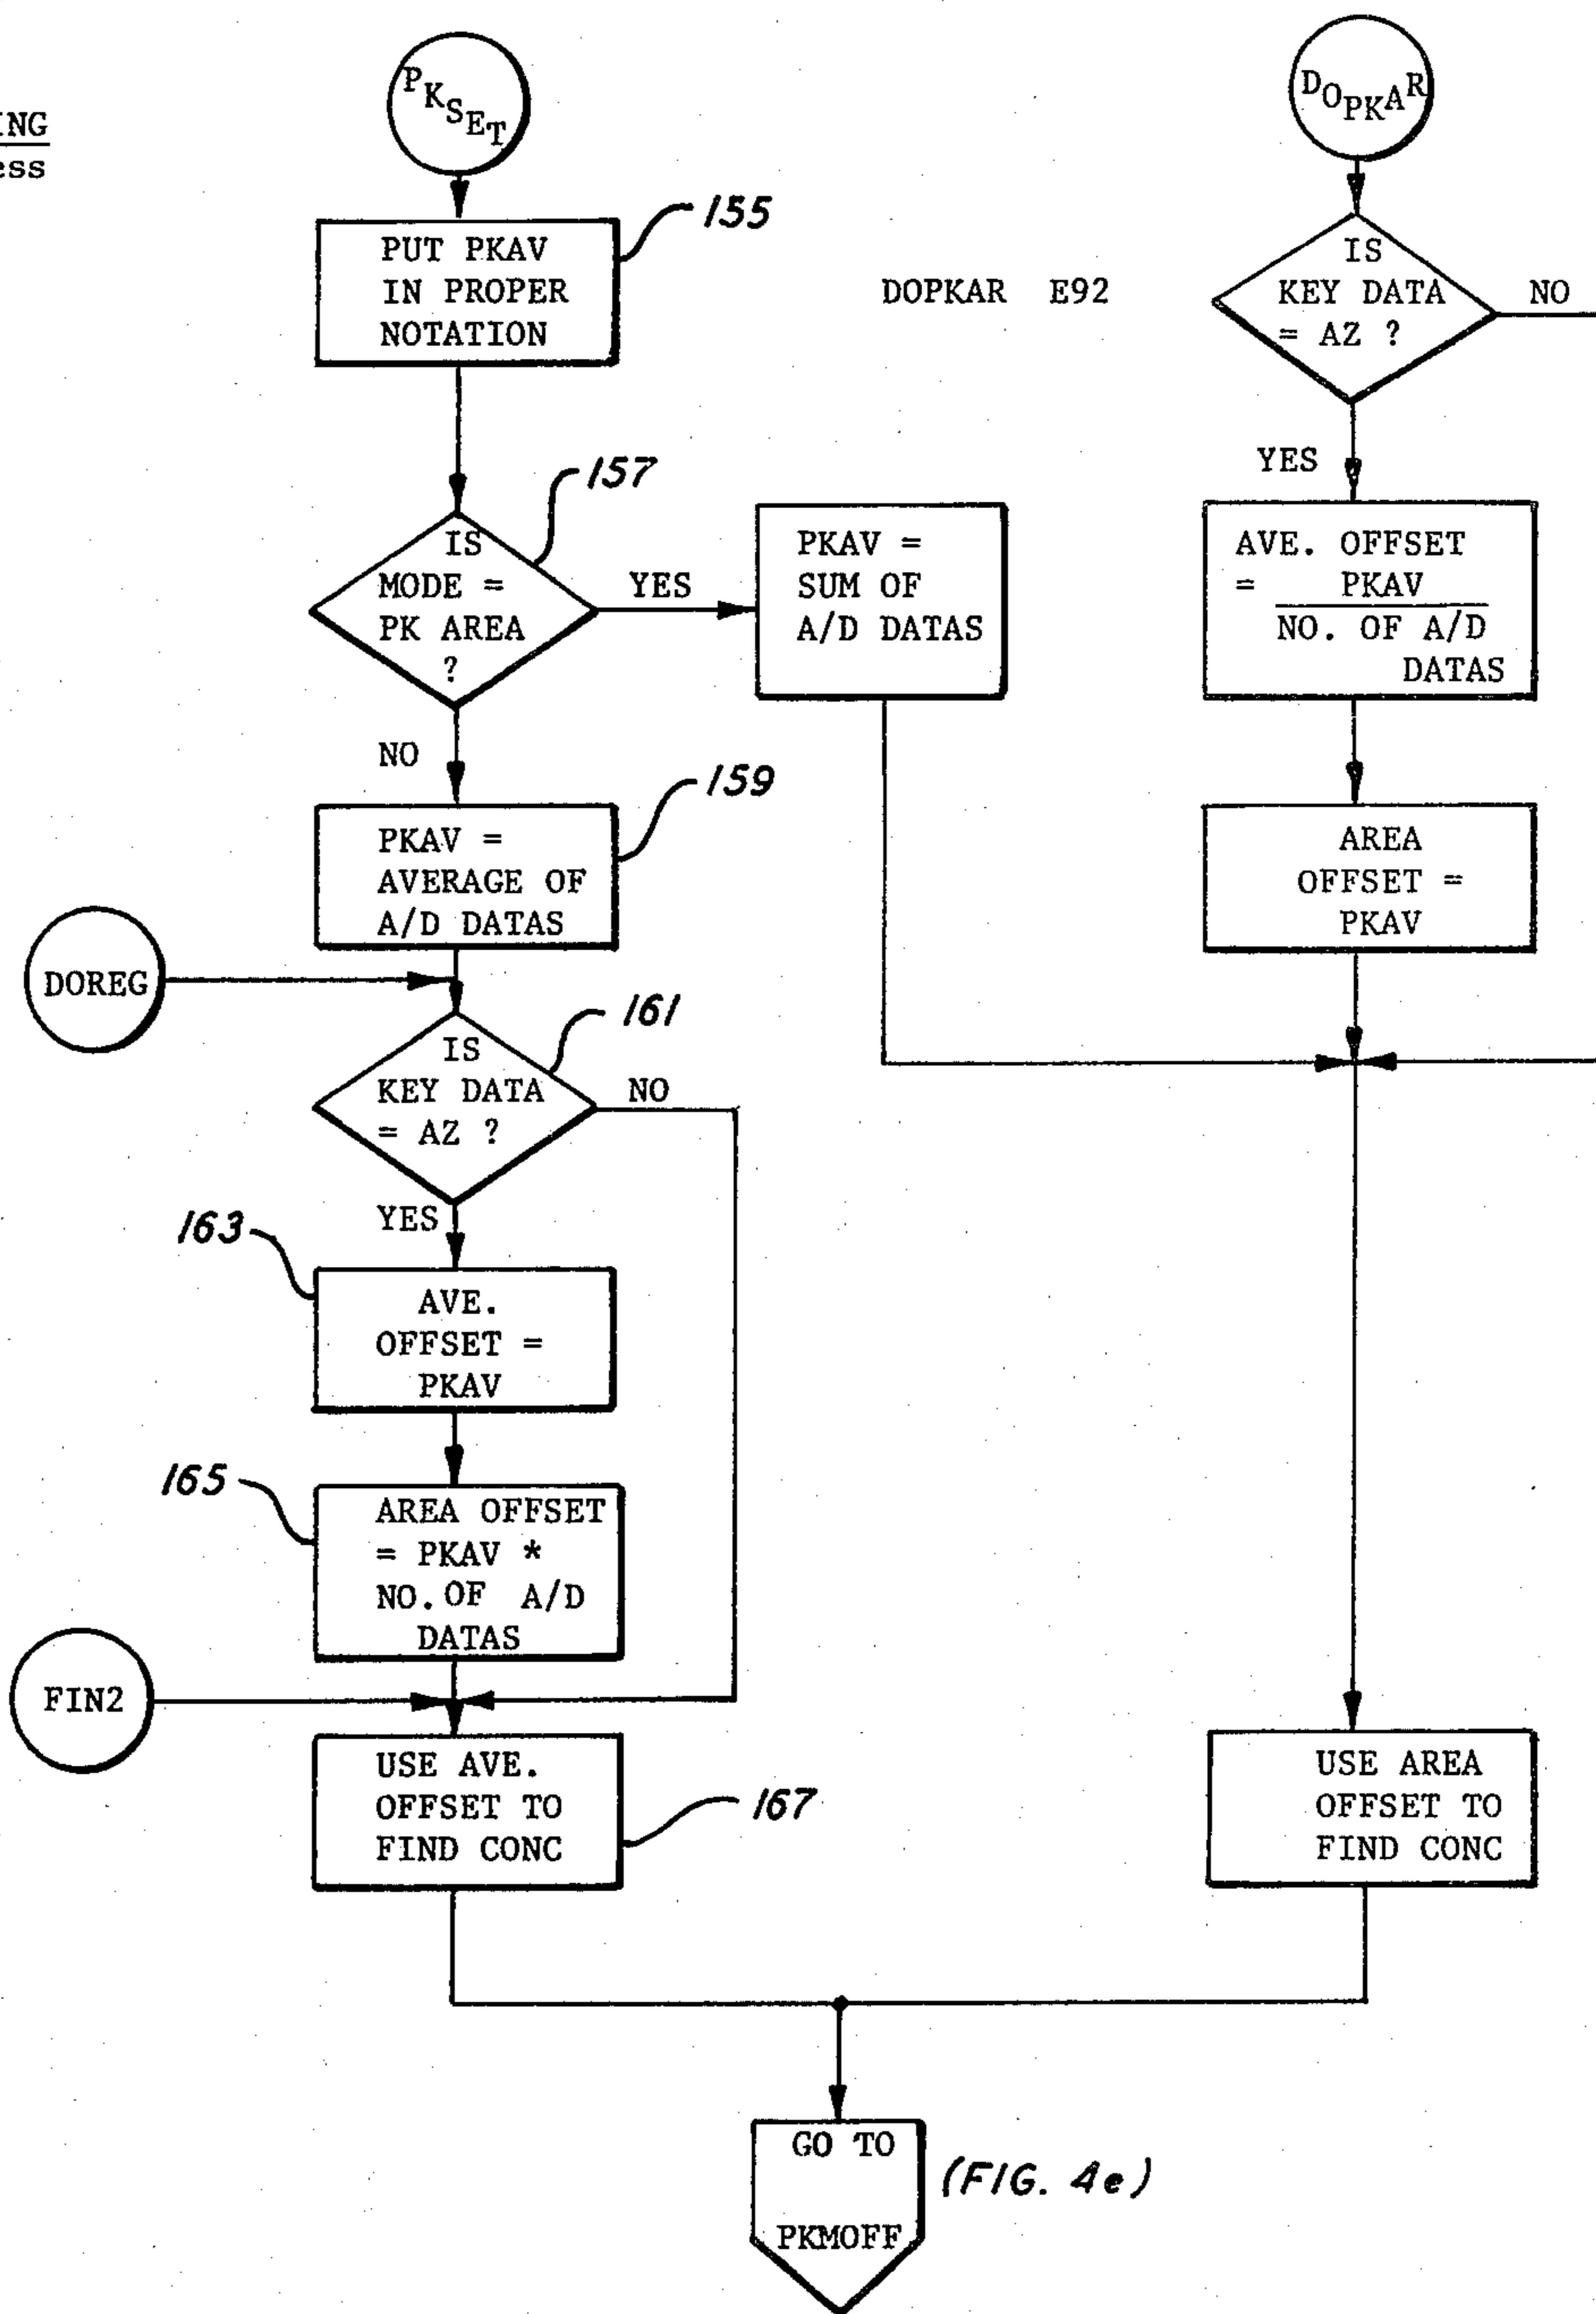 ING
ess
PKSET
155
PUT PKAV
IN PROPER
NOTATION
157
IS
MODE =
PK AREA
?
YES
PKAV =
SUM OF
A/D DATAS
NO
159
PKAV =
AVERAGE OF
A/D DATAS
DOREG
161
IS
KEY DATA
= AZ ?
NO
YES
163
AVE.
OFFSET =
PKAV
165
AREA OFFSET
= PKAV *
NO. OF A/D
DATAS
FIN2
USE AVE.
OFFSET TO
FIND CONC
167
DOPKAR E92
DOPKAR
IS
KEY DATA
= AZ ?
NO
YES
AVE. OFFSET
= PKAV
NO. OF A/D
DATAS
AREA
OFFSET =
PKAV
USE AREA
OFFSET TO
FIND CONC
GO TO
PKMOFF
(FIG. 4e)